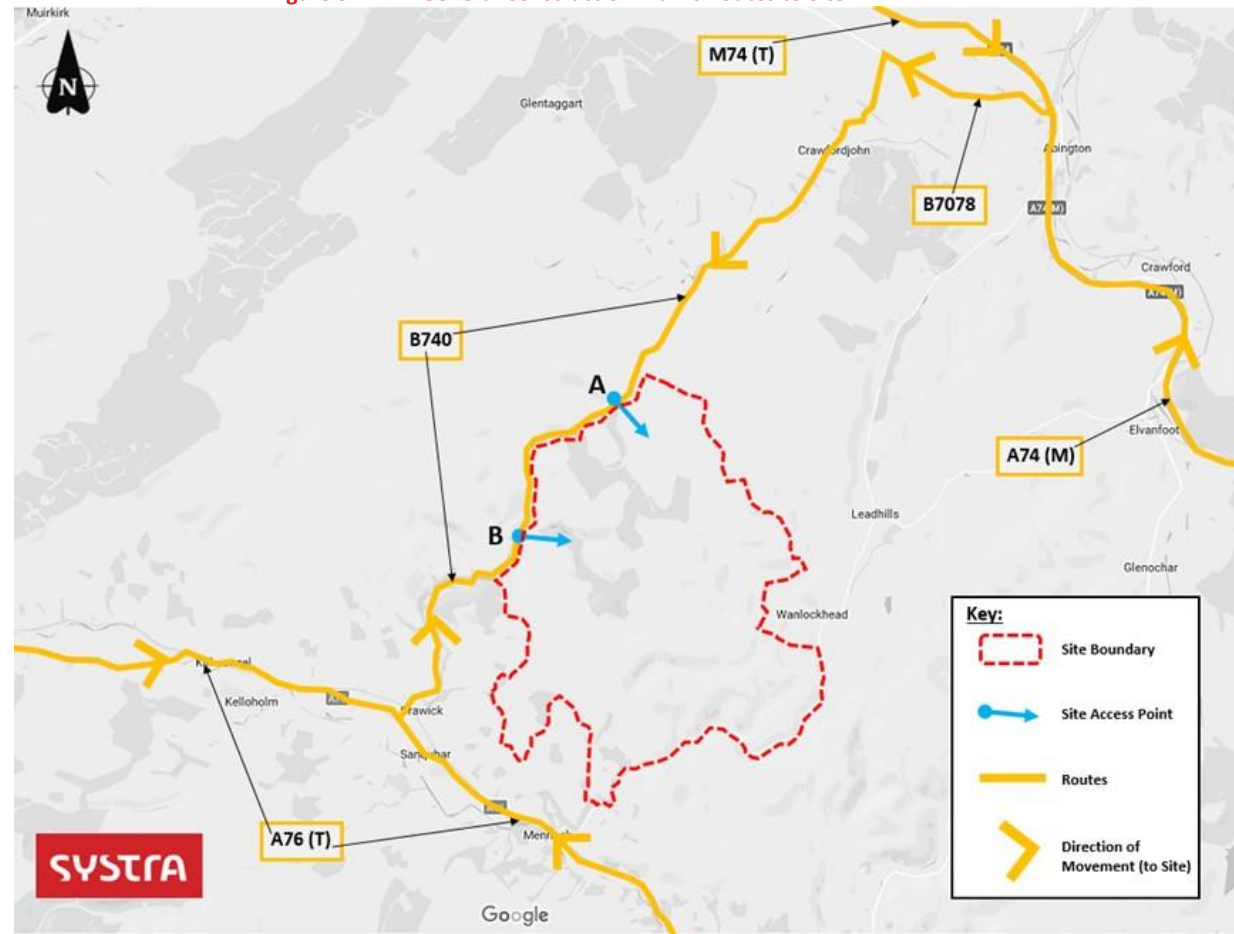 Muirkirk
M74 (T)
N
Glentaggart
Crawfordjohn
Abington
B7078
A74(M)
Crawford
A74(M)
B740
A
Elvanfoot
A74 (M)
Leadhills
B
Glenochar
Wanlockhead
Key:
Site Boundary
Kelloholm
Site Access Point
Sanquhar
Routes
A76 (T)
Direction of
Movement (to Site)
SYSTRA
Google